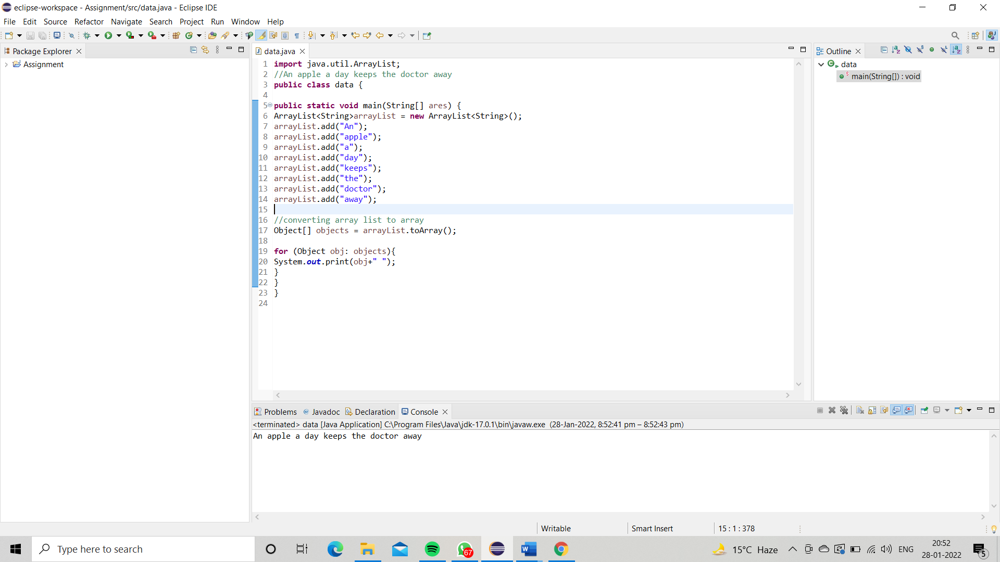 eclipse-workspace - Assignment/src/data.java - Eclipse IDE
File Edit Source Refactor Navigate Search Project Run Window Help
Package Explorer
Assignment
data.java
1 import java.util.ArrayList;
2 //An apple a day keeps the doctor away
3 public class data {
4
5 public static void main(String[] ares) {
6 ArrayList<String>arrayList = new ArrayList<String>();
7 arrayList.add("An");
8 arrayList.add("apple");
9 arrayList.add("a");
10 arrayList.add("day");
11 arrayList.add("keeps");
12 arrayList.add("the");
13 arrayList.add("doctor");
14 arrayList.add("away");
15
16 //converting array list to array
17 Object[] objects = arrayList.toArray();
18
19 for (Object obj: objects){
20 System.out.print(obj+" ");
21 }
22 }
23 }
24
Outline
data
main(String[]) : void
Problems @ Javadoc Declaration Console
<terminated> data [Java Application] C:\Program Files\Java\jdk-17.0.1\bin\javaw.exe (28-Jan-2022, 8:52:41 pm – 8:52:43 pm)
An apple a day keeps the doctor away
Writable Smart Insert 15 : 1 : 378
Type here to search
67
15°C Haze
ENG
20:52
28-01-2022
5